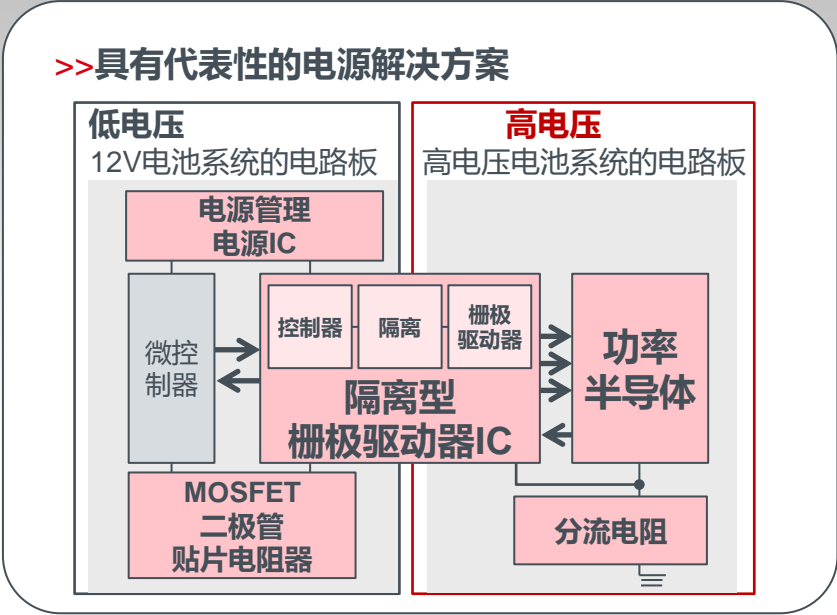 >>具有代表性的电源解决方案
低电压
12V电池系统的电路板
高电压
高电压电池系统的电路板
电源管理
电源IC
微控
制器
控制器
隔离
栅极
驱动器
隔离型
栅极驱动器IC
功率
半导体
MOSFET
二极管
贴片电阻器
分流电阻